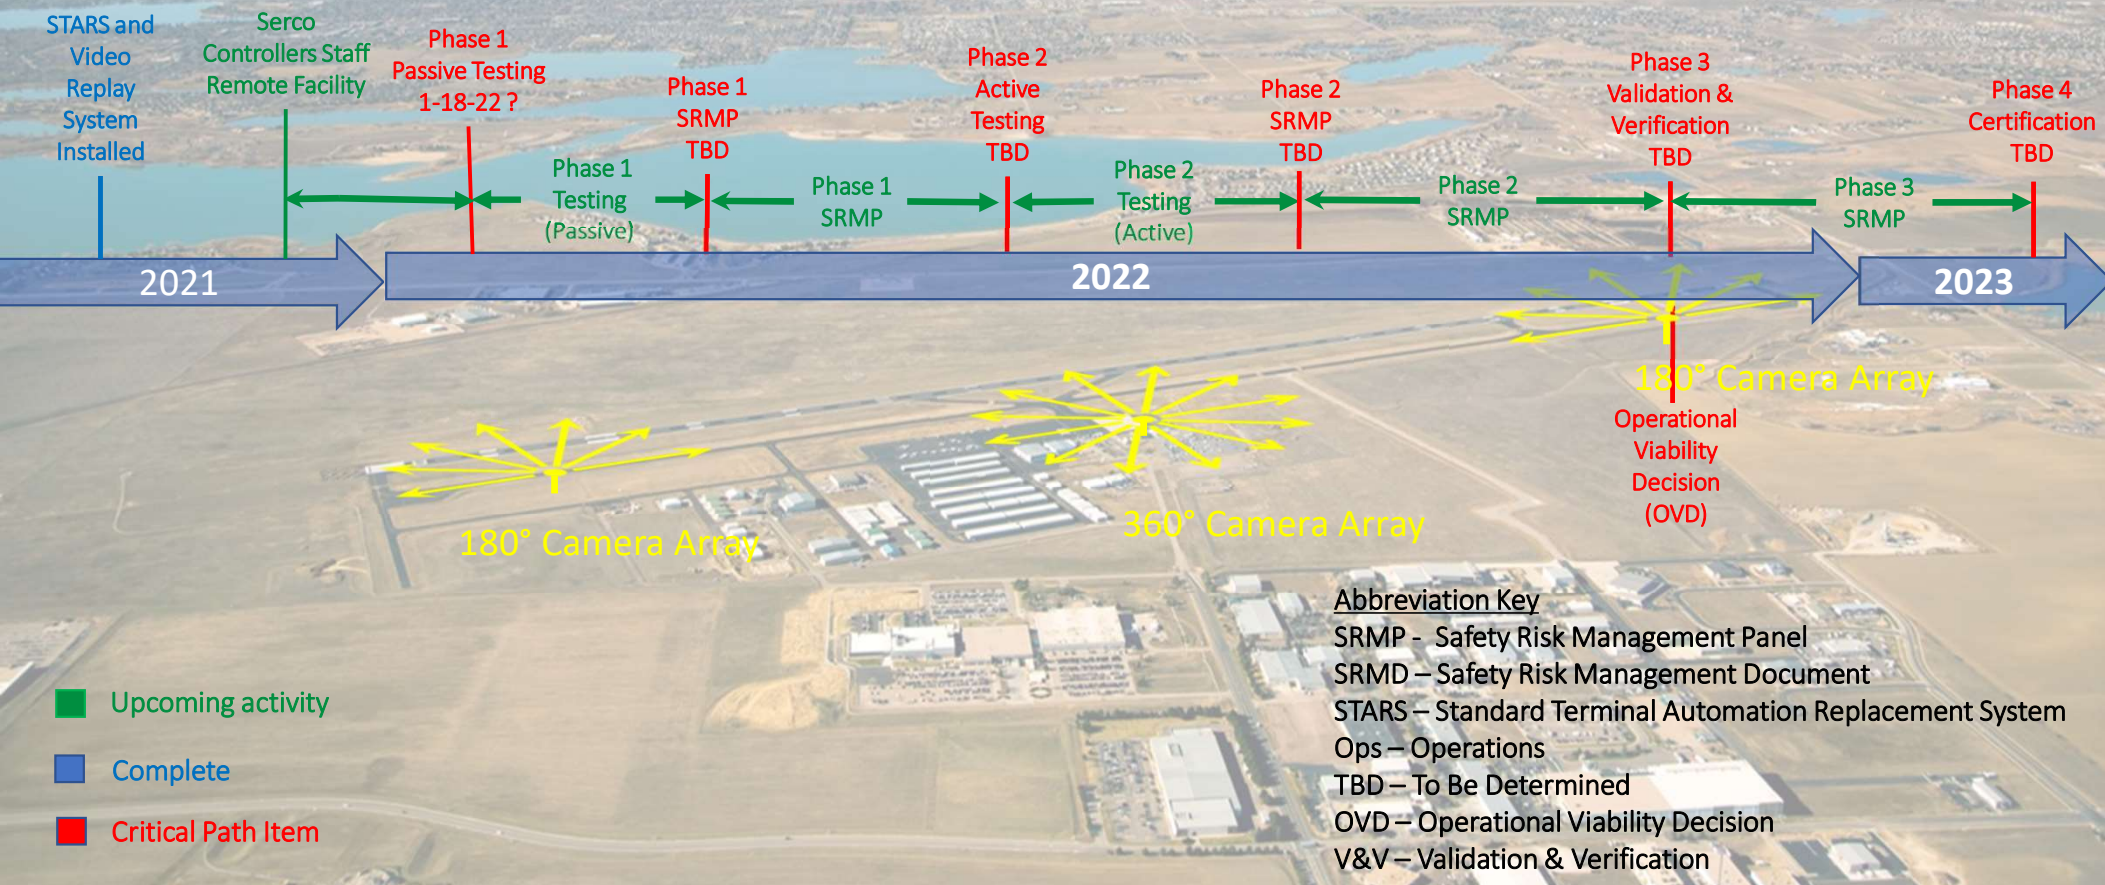 STARS and
Video
Replay
System
Installed
Serco
Controllers Staff
Remote Facility
Phase 1
Passive Testing
1-18-22 ?
Phase 1
SRMP
TBD
Phase 2
Active
Testing
TBD
Phase 2
SRMP
TBD
Phase 3
Validation &
Verification
TBD
Phase 4
Certification
TBD
Phase 1
Testing
(Passive)
Phase 1
SRMP
Phase 2
Testing
(Active)
Phase 2
SRMP
Phase 3
SRMP
2021
2022
2023
180° Camera Array
360° Camera Array
180° Camera Array
Operational
Viability
Decision
(OVD)
Upcoming activity
Complete
Critical Path Item
Abbreviation Key
SRMP - Safety Risk Management Panel
SRMD – Safety Risk Management Document
STARS – Standard Terminal Automation Replacement System
Ops – Operations
TBD – To Be Determined
OVD – Operational Viability Decision
V&V – Validation & Verification